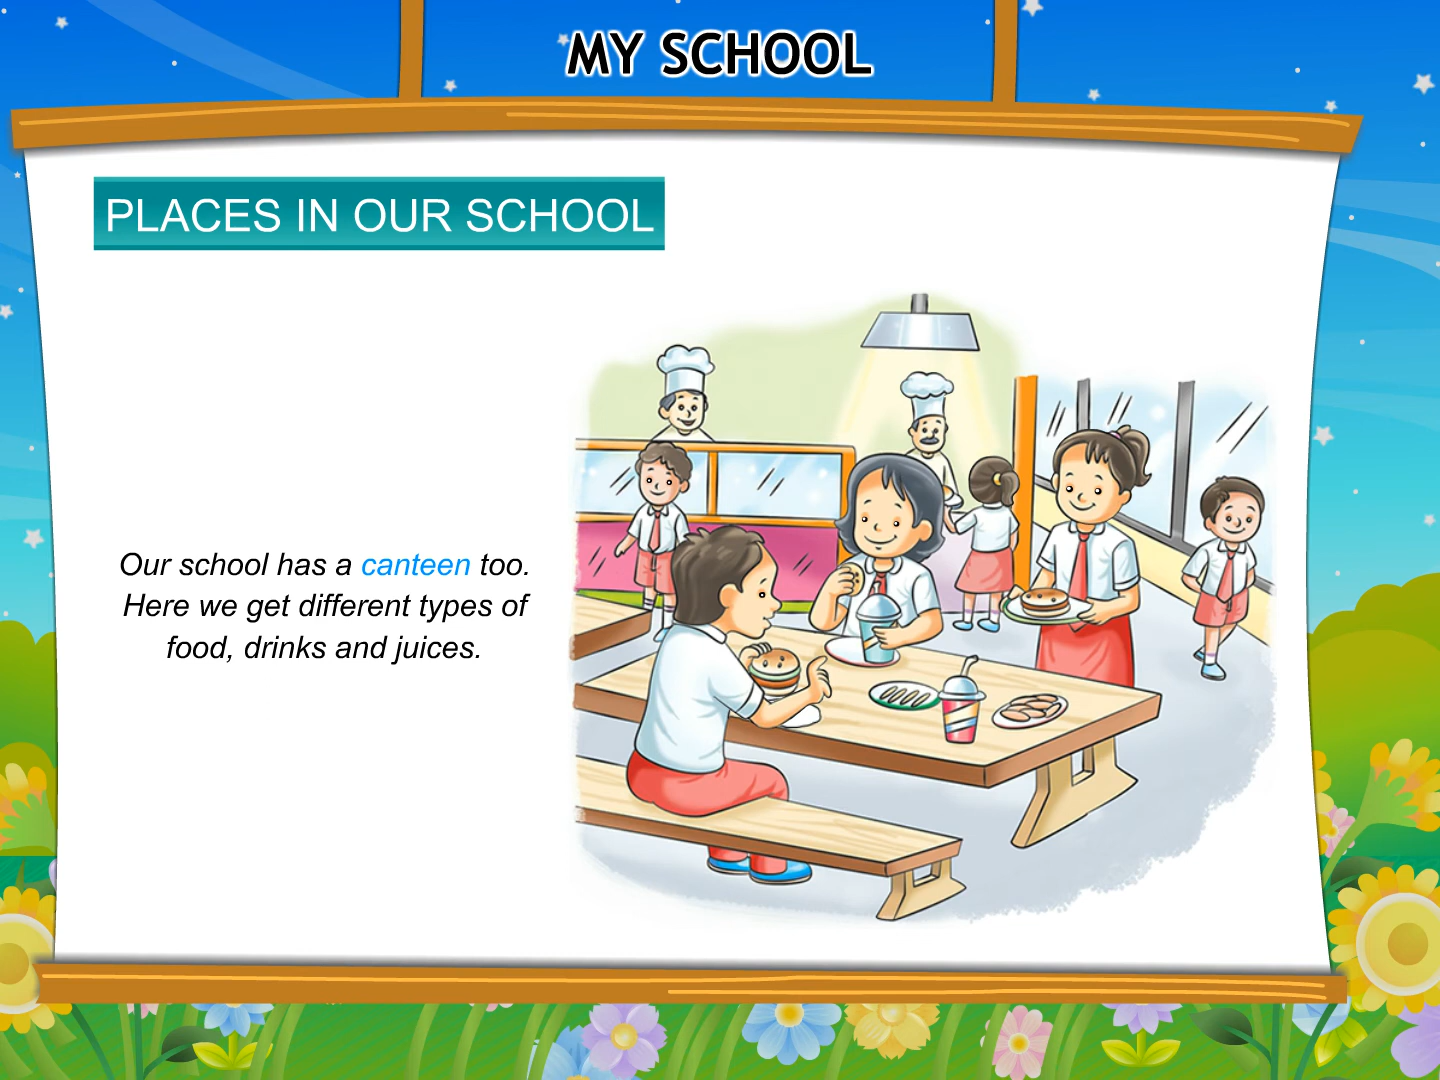 MY SCHOOL
PLACES IN OUR SCHOOL
Our school has a canteen too.
Here we get different types of
food, drinks and juices.